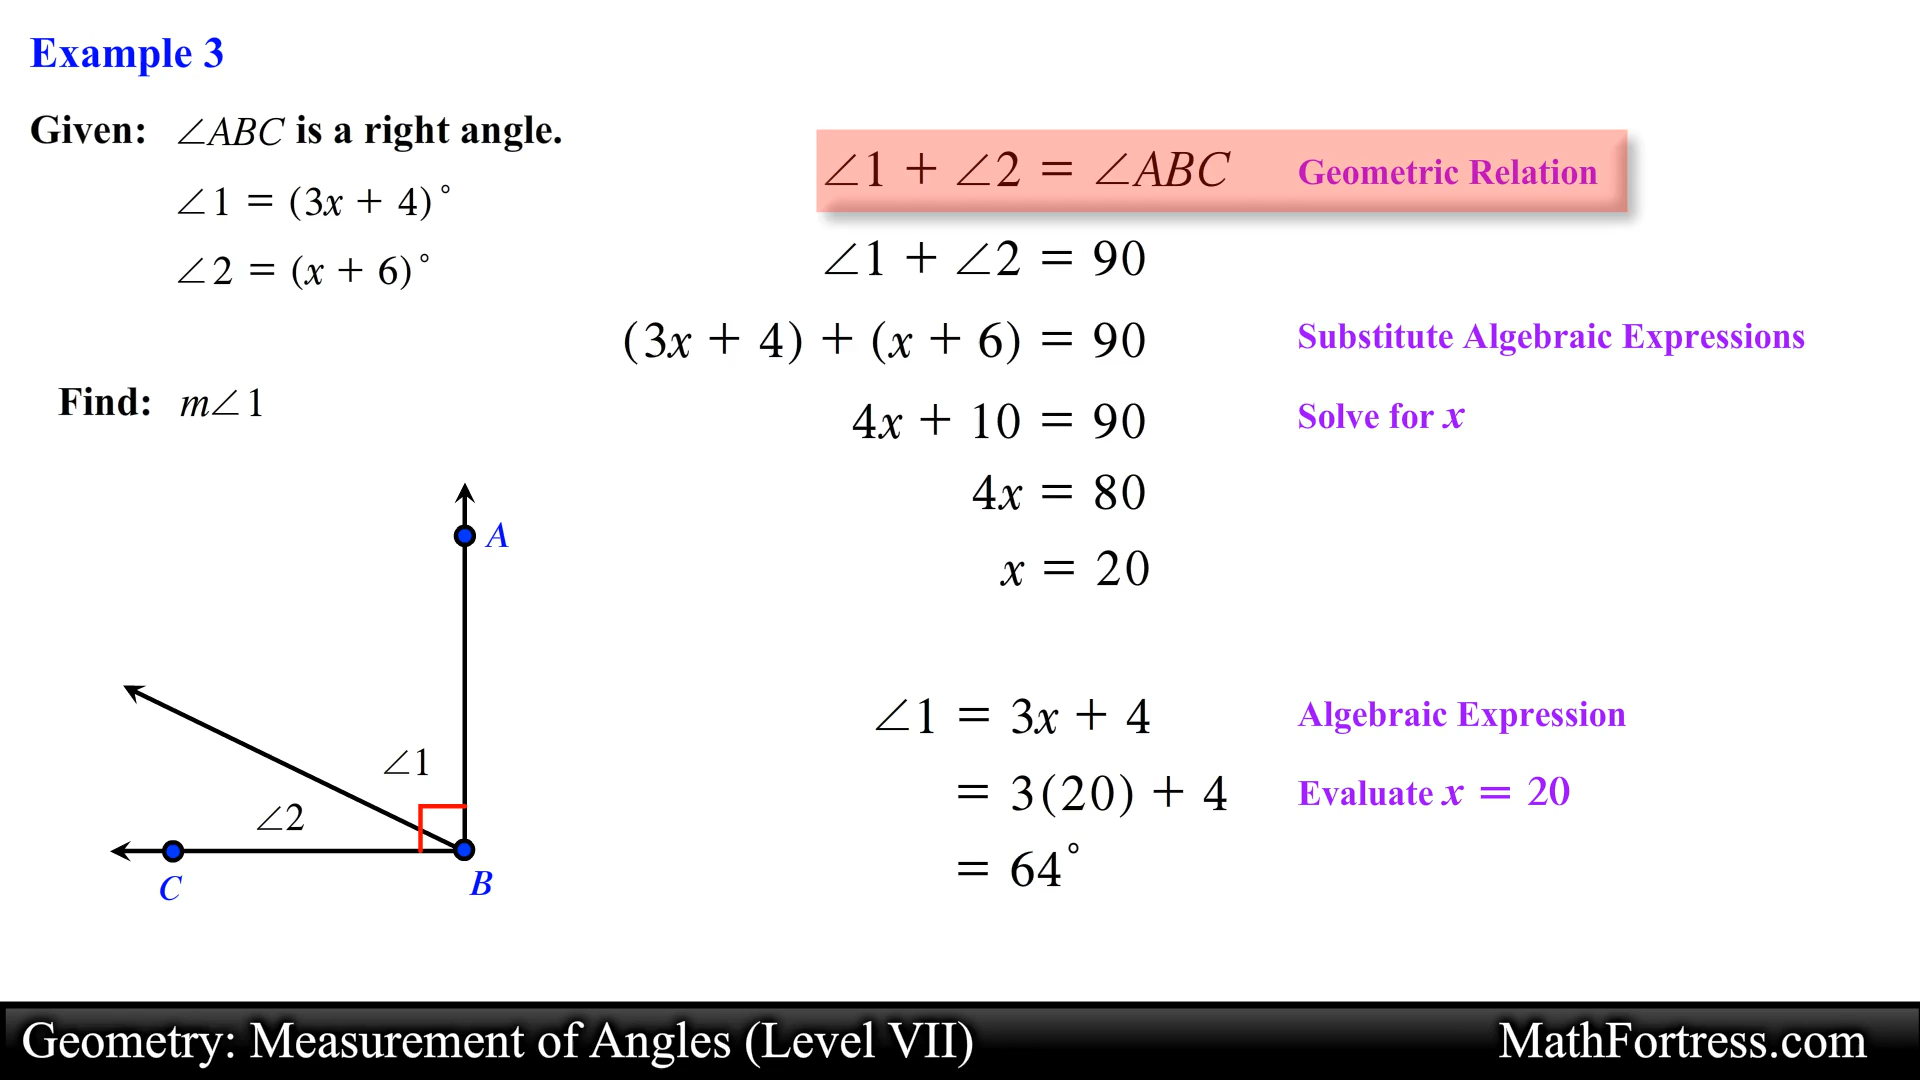 Example 3
Given: ∠ABC is a right angle.
∠1 = (3x + 4)°
∠2 = (x + 6)°
Find: m∠1
A
∠1
∠2
C
B
∠1 + ∠2 = ∠ABC Geometric Relation
∠1 + ∠2 = 90
(3x + 4) + (x + 6) = 90 Substitute Algebraic Expressions
4x + 10 = 90 Solve for x
4x = 80
x = 20
∠1 = 3x + 4 Algebraic Expression
= 3(20) + 4 Evaluate x = 20
= 64°
Geometry: Measurement of Angles (Level VII) MathFortress.com